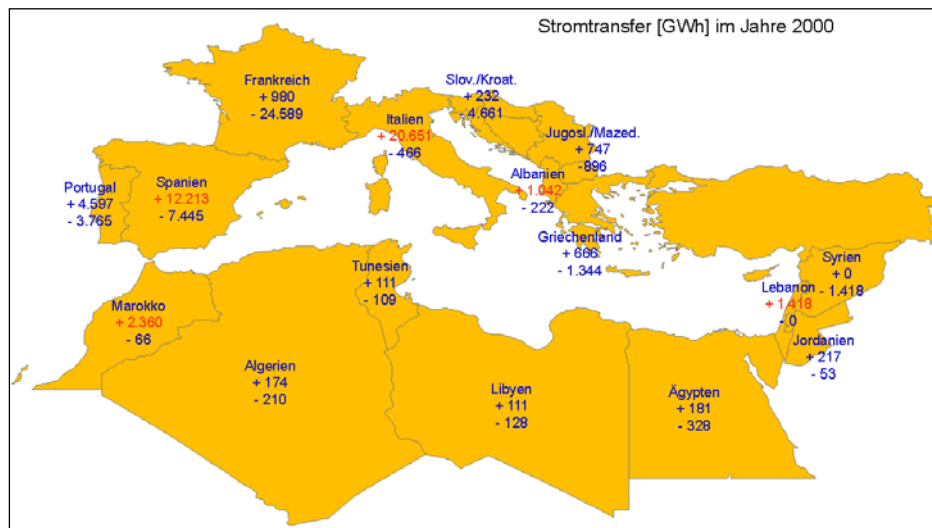 Stromtransfer [GWh] im Jahre 2000
Frankreich
+ 980
- 24.589
Slov./Kroat.
+ 232
- 4.661
Italien
+ 20.651
- 466
Jugosl./Mazed.
+ 747
-896
Albanien
+ 1.042
- 222
Portugal
+ 4.597
- 3.765
Spanien
+ 12.213
- 7.445
Griechenland
+ 666
- 1.344
Tunesien
+ 111
- 109
Syrien
+ 0
- 1.418
Lebanon
+ 1.418
- 0
Marokko
+ 2.360
- 66
Jordanien
+ 217
- 53
Algerien
+ 174
- 210
Libyen
+ 111
- 128
Ägypten
+ 181
- 328